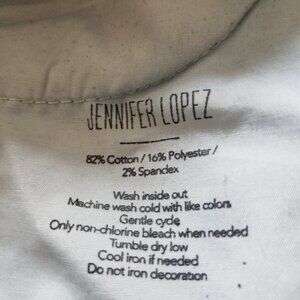 JENNIFER LOPEZ
82% Cotton / 16% Polyester /
2% Spandex
Wash inside out
Machine wash cold with like colors
Gentle cycle
Only non-chlorine bleach when needed
Tumble dry low
Cool iron if needed
Do not iron decoration